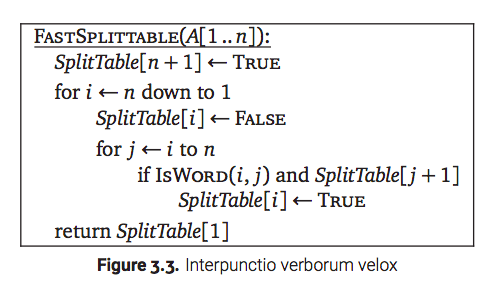 FASTSPLITTABLE(A[1 .. n]):
SplitTable[n + 1] ← TRUE
for i ← n down to 1
SplitTable[i] ← FALSE
for j ← i to n
if ISWORD(i, j) and SplitTable[j + 1]
SplitTable[i] ← TRUE
return SplitTable[1]
Figure 3.3. Interpunctio verborum velox